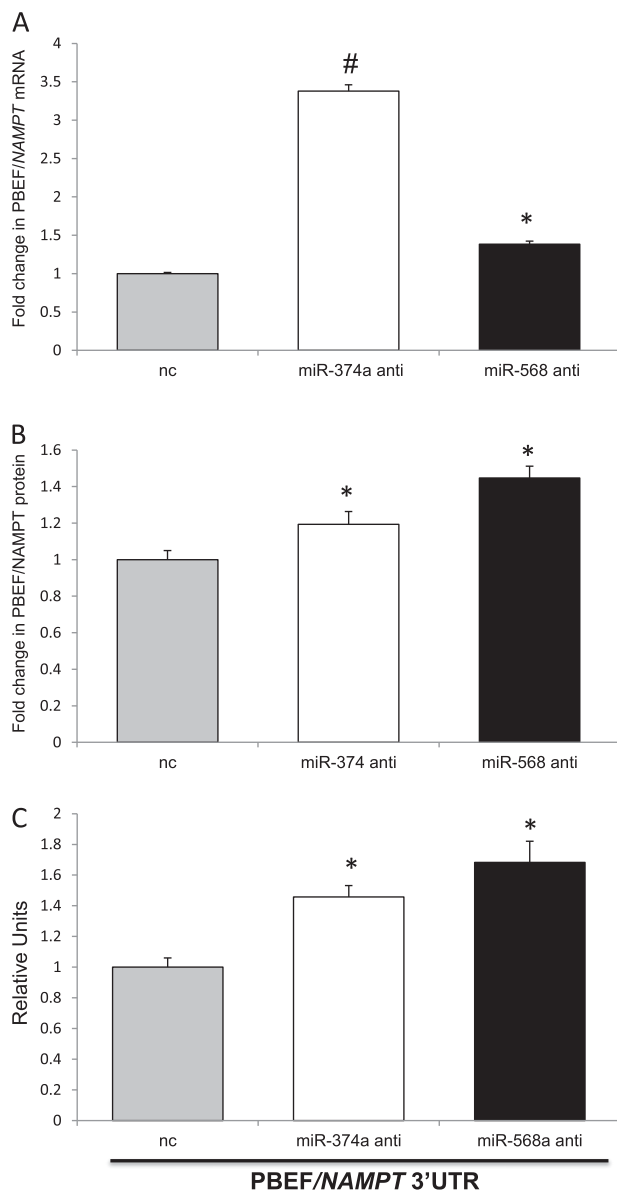 A
Fold change in PBEF/NAMPT mRNA
4
3.5
3
2.5
2
1.5
1
0.5
0
#
*
nc
miR-374a anti
miR-568 anti
B
Fold change in PBEF/NAMPT protein
1.6
1.4
1.2
1
0.8
0.6
0.4
0.2
0
*
*
nc
miR-374 anti
miR-568 anti
C
Relative Units
2
1.8
1.6
1.4
1.2
1
0.8
0.6
0.4
0.2
0
*
*
nc
miR-374a anti
miR-568a anti
PBEF/NAMPT 3'UTR